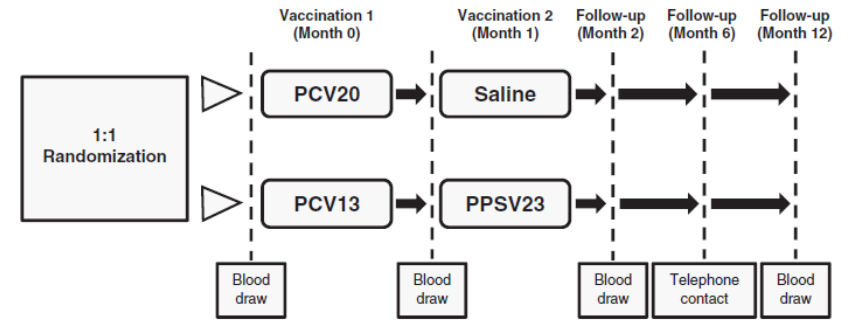 Vaccination 1
(Month 0)
Vaccination 2
(Month 1)
Follow-up
(Month 2)
Follow-up
(Month 6)
Follow-up
(Month 12)
1:1
Randomization
PCV20
Saline
PCV13
PPSV23
Blood
draw
Blood
draw
Blood
draw
Telephone
contact
Blood
draw